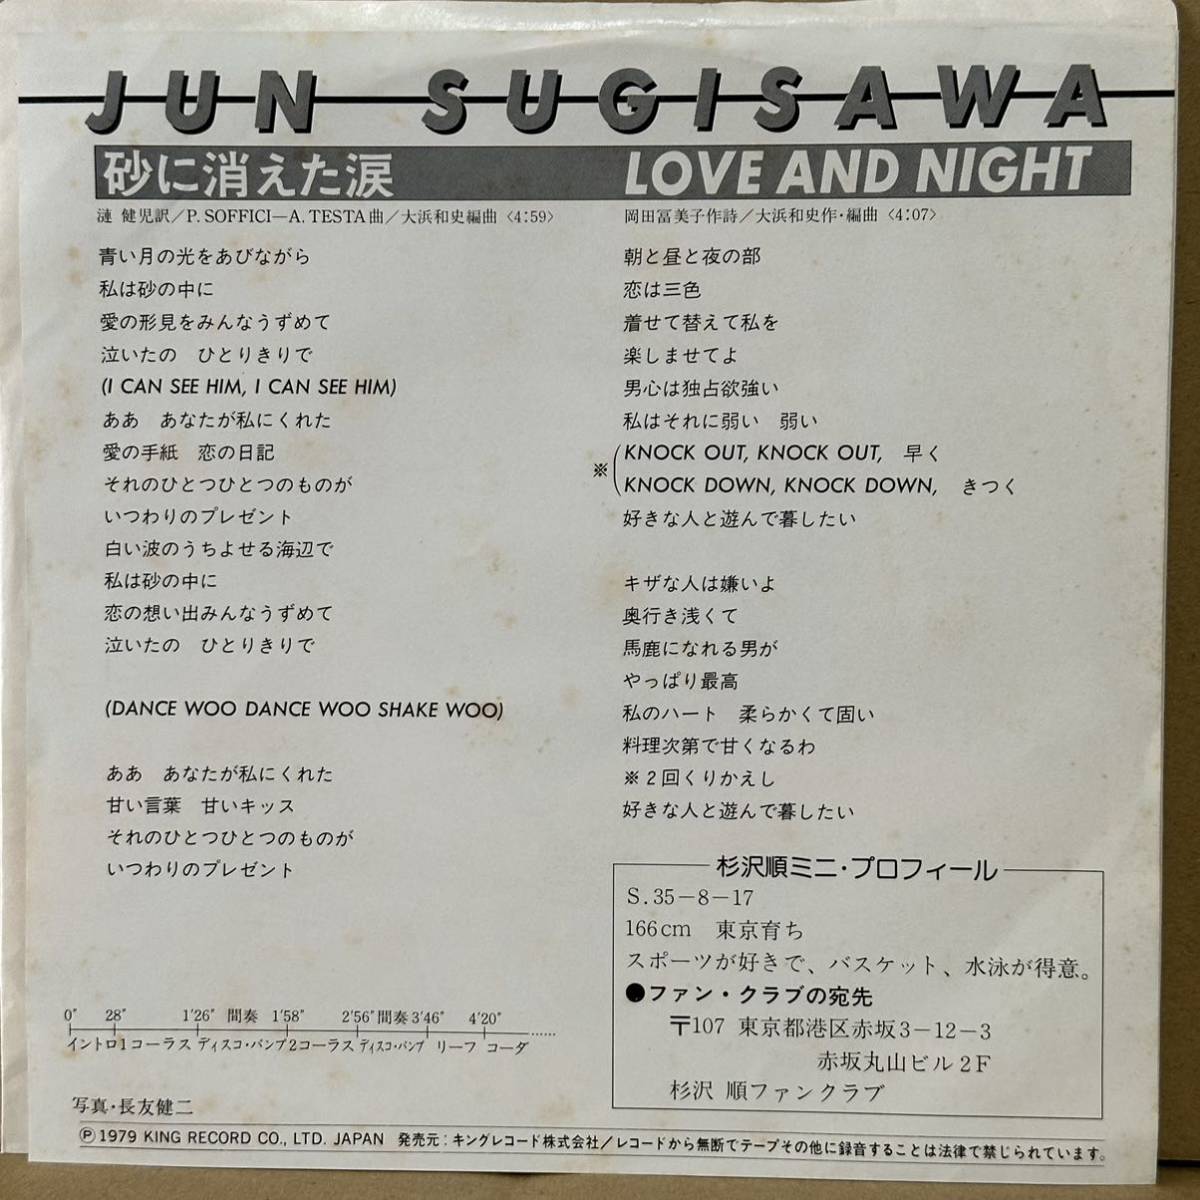 JUN SUGISAWA
砂に消えた涙
漣 健児訳／P. SOFFICI―A. TESTA曲／大浜和史編曲〈4:59〉
青い月の光をあびながら
私は砂の中に
愛の形見をみんなうずめて
泣いたの　ひとりきりで
(I CAN SEE HIM, I CAN SEE HIM)
ああ　あなたが私にくれた
愛の手紙　恋の日記
それのひとつひとつのものが
いつわりのプレゼント
白い波のうちよせる海辺で
私は砂の中に
恋の想い出みんなうずめて
泣いたの　ひとりきりで
(DANCE WOO DANCE WOO SHAKE WOO)
ああ　あなたが私にくれた
甘い言葉　甘いキッス
それのひとつひとつのものが
いつわりのプレゼント
LOVE AND NIGHT
岡田冨美子作詩／大浜和史作・編曲〈4:07〉
朝と昼と夜の部
恋は三色
着せて替えて私を
楽しませてよ
男心は独占欲強い
私はそれに弱い　弱い
※(KNOCK OUT, KNOCK OUT,　早く
KNOCK DOWN, KNOCK DOWN,　きつく
好きな人と遊んで暮したい
キザな人は嫌いよ
奥行き浅くて
馬鹿になれる男が
やっぱり最高
私のハート　柔らかくて固い
料理次第で甘くなるわ
※２回くりかえし
好きな人と遊んで暮したい
杉沢順ミニ・プロフィール
S. 35−8−17
166cm　東京育ち
スポーツが好きで、バスケット、水泳が得意。
●ファン・クラブの宛先
〒107 東京都港区赤坂3−12−3
赤坂丸山ビル2F
杉沢 順ファンクラブ
0" 28" 1'26" 間奏 1'58" 2'56" 間奏 3'46" 4'20"
イントロ 1コーラス ディスコ・バンプ 2コーラス ディスコ・バンプ リーフ コーダ
写真・長友健二
Ⓟ 1979 KING RECORD CO., LTD. JAPAN 発売元：キングレコード株式会社／レコードから無断でテープその他に録音することは法律で禁じられています。